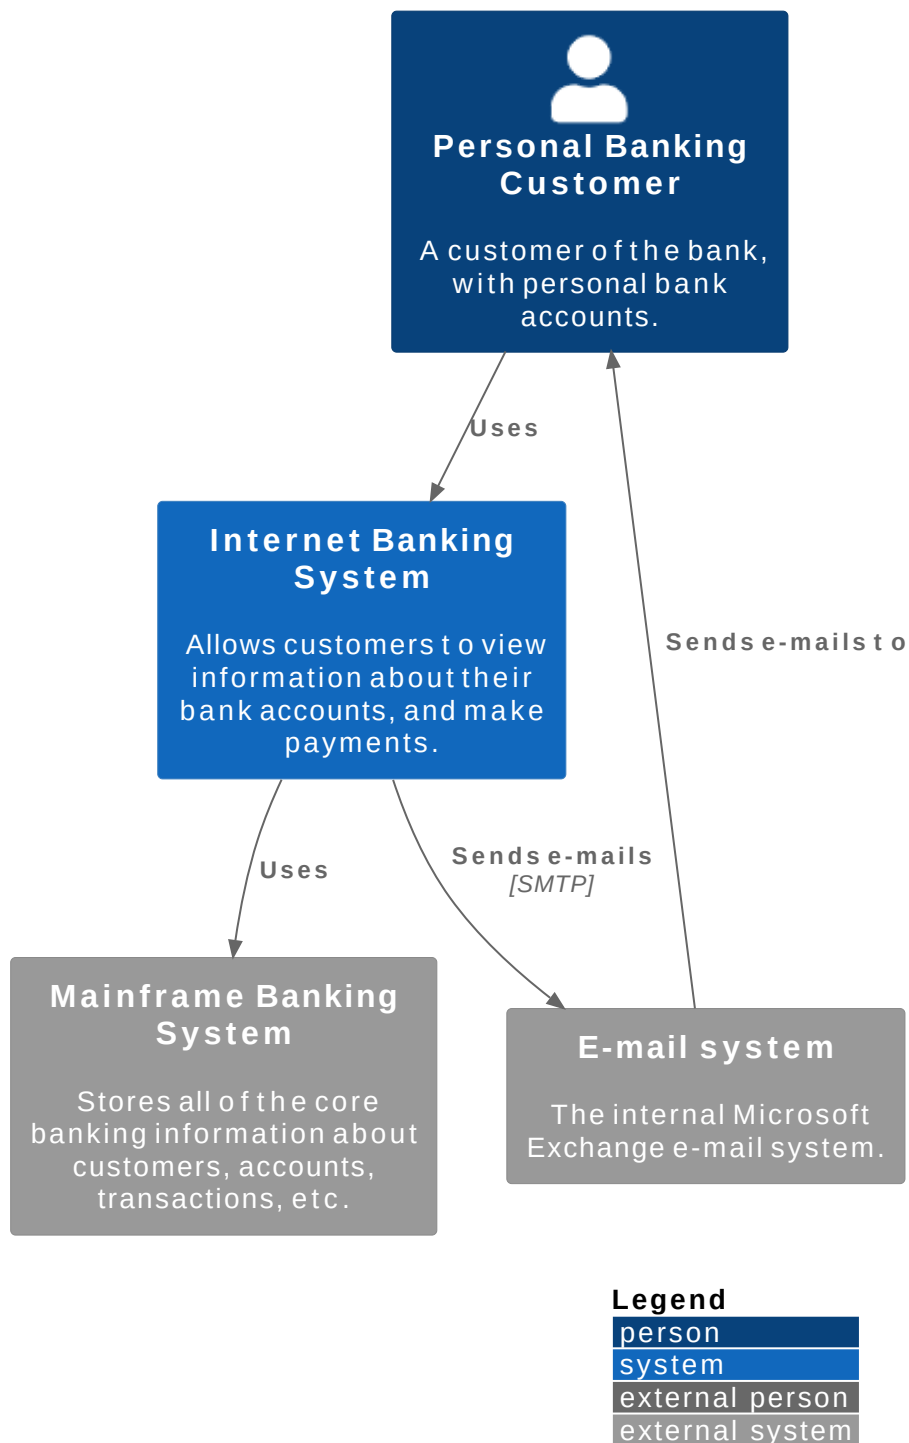 Personal Banking
Customer
A customer of the bank,
with personal bank
accounts.
Uses
Internet Banking
System
Allows customers to view
information about their
bank accounts, and make
payments.
Sends e-mails to
Uses
Sends e-mails
[SMTP]
Mainframe Banking
System
Stores all of the core
banking information about
customers, accounts,
transactions, etc.
E-mail system
The internal Microsoft
Exchange e-mail system.
Legend
person
system
external person
external system